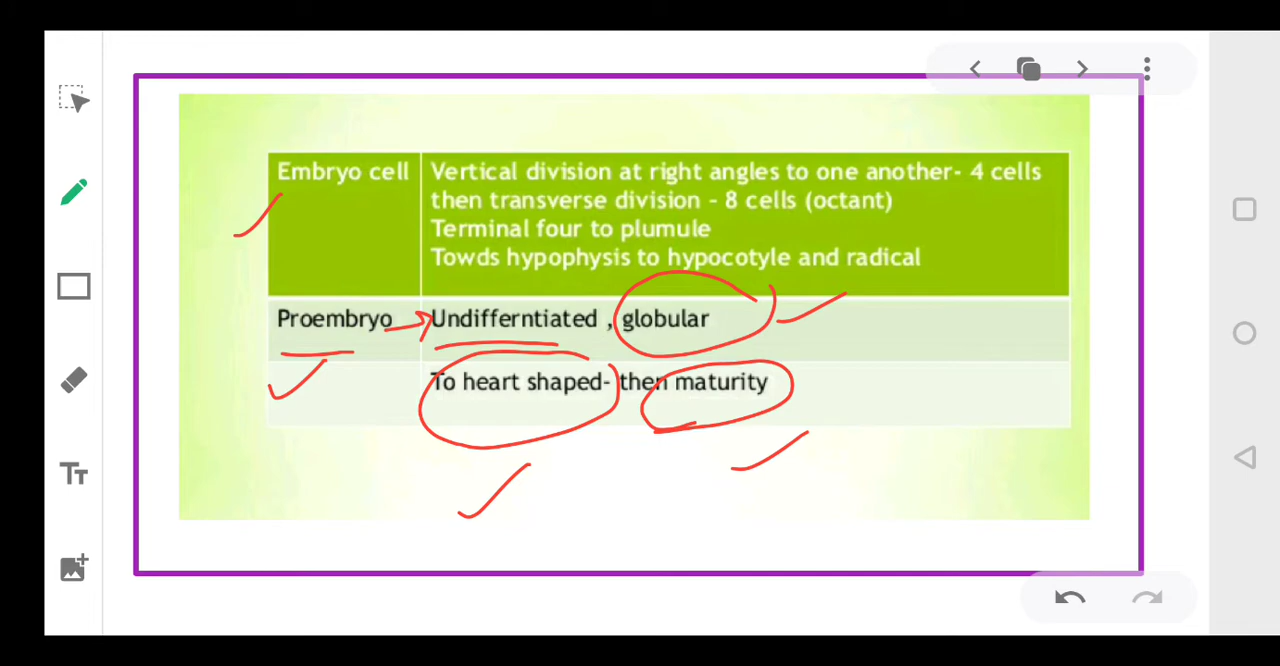 Embryo cell
Vertical division at right angles to one another- 4 cells
then transverse division - 8 cells (octant)
Terminal four to plumule
Towds hypophysis to hypocotyle and radical
Proembryo
Undifferntiated , globular
To heart shaped- then maturity
TT